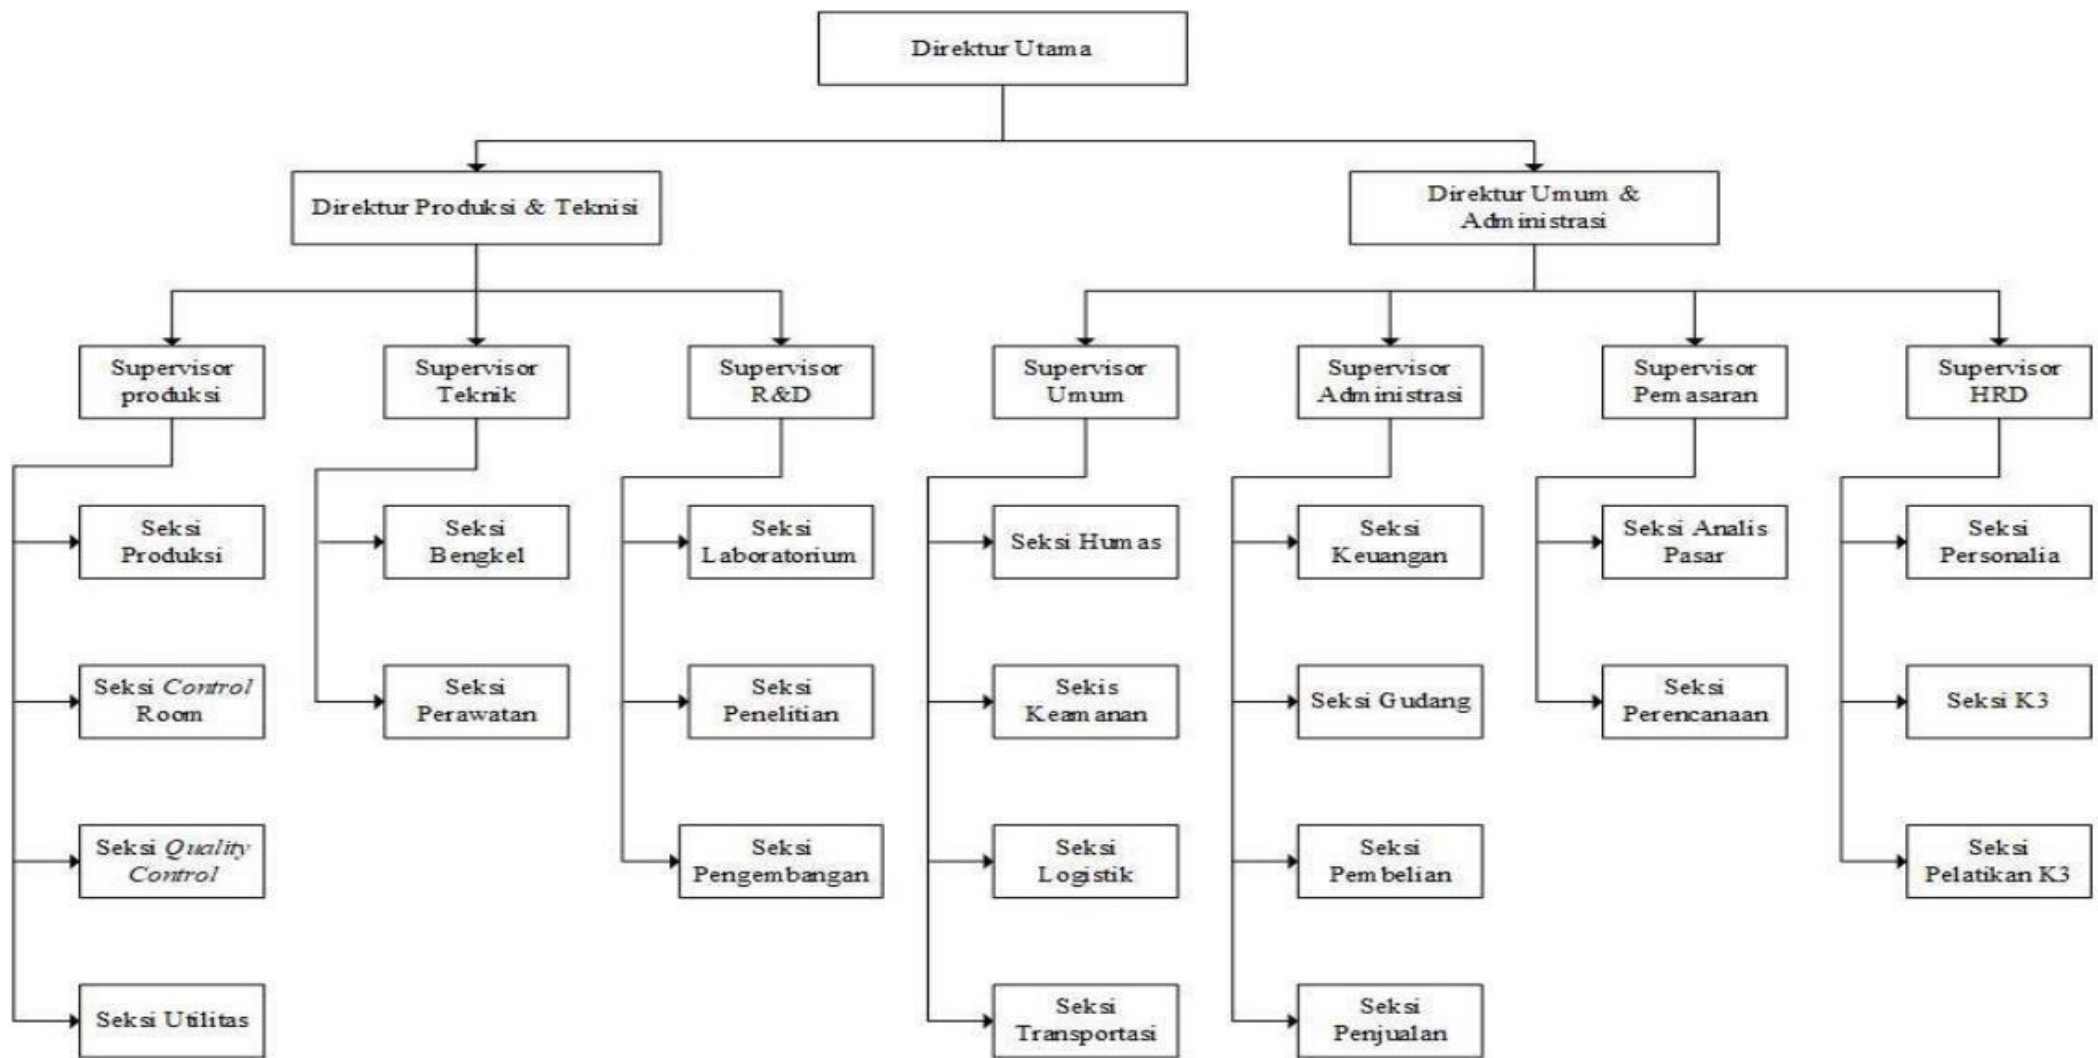 Direktur Utama
Direktur Produksi & Teknisi
Direktur Umum &
Administrasi
Supervisor
produksi
Supervisor
Teknik
Supervisor
R&D
Supervisor
Umum
Supervisor
Administrasi
Supervisor
Pemasaran
Supervisor
HRD
Seksi
Produksi
Seksi
Bengkel
Seksi
Laboratorium
Seksi Humas
Seksi
Keuangan
Seksi Analis
Pasar
Seksi
Personalia
Seksi Control
Room
Seksi
Perawatan
Seksi
Penelitian
Sekis
Keamanan
Seksi Gudang
Seksi
Perencanaan
Seksi K3
Seksi Quality
Control
Seksi
Pengembangan
Seksi
Logistik
Seksi
Pembelian
Seksi
Pelatikan K3
Seksi Utilitas
Seksi
Transportasi
Seksi
Penjualan